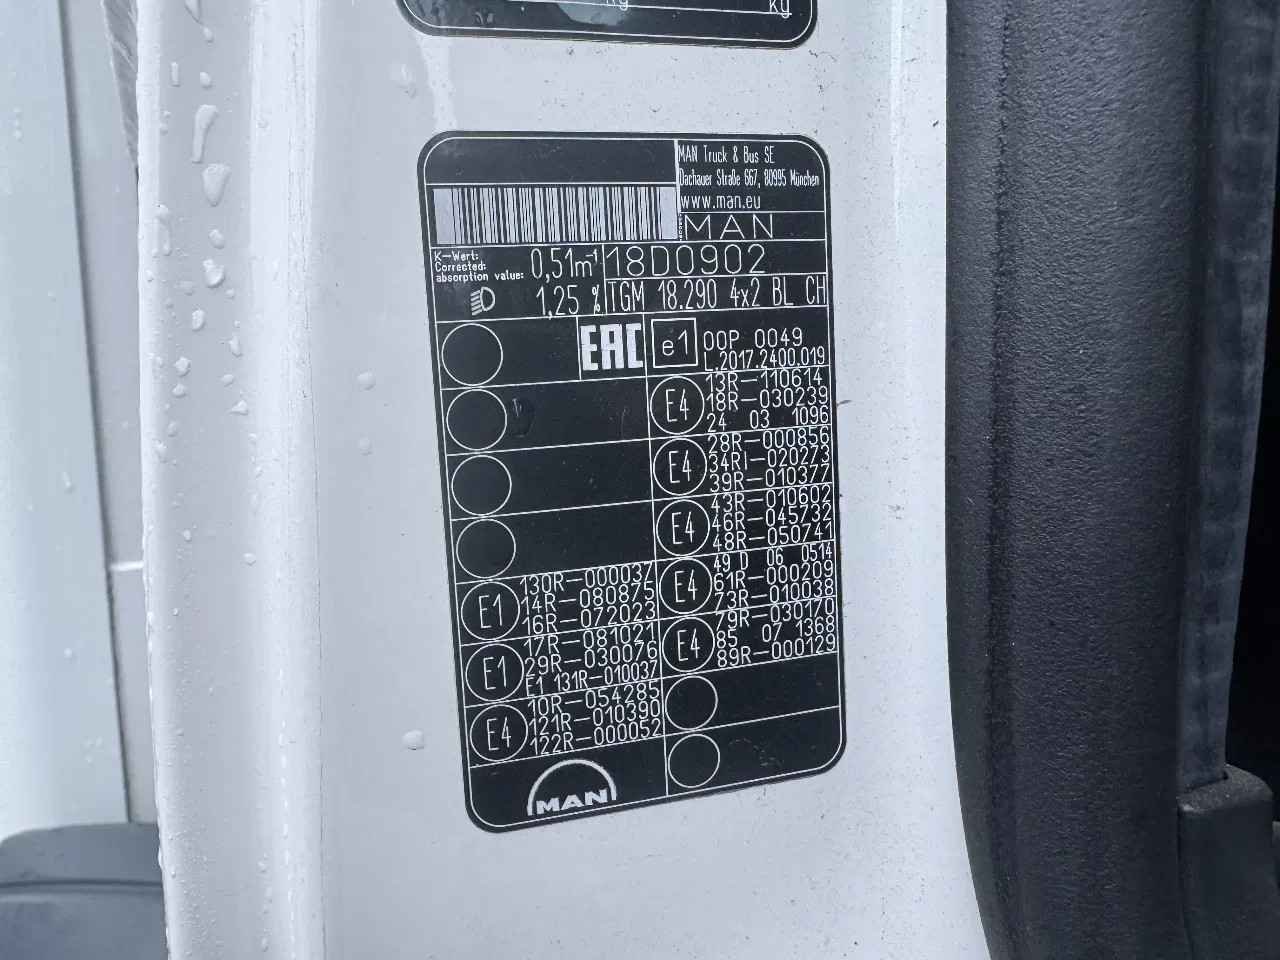 kg kg
MAN Truck & Bus SE
Dachauer Straße 667, 80995 München
www.man.eu
MAN
K-Wert:
Corrected
absorption value: 0,51m⁻¹
18D0902
1,25 %
TGM 18.290 4x2 BL CH
EAC
e1
00P 0049
L.2017.2400.019
E4
13R-110614
18R-030239
24 03 1096
E4
28R-000856
34RI-020273
39R-010377
E4
43R-010602
46R-045732
48R-050741
E4
49 D 06 0514
61R-000209
73R-010038
E4
79R-030170
85 07 1368
89R-000129
E1
130R-000037
14R-080875
16R-072023
E1
17R-081021
29R-030076
E1 131R-010037
E4
10R-054285
121R-010390
122R-000052
MAN